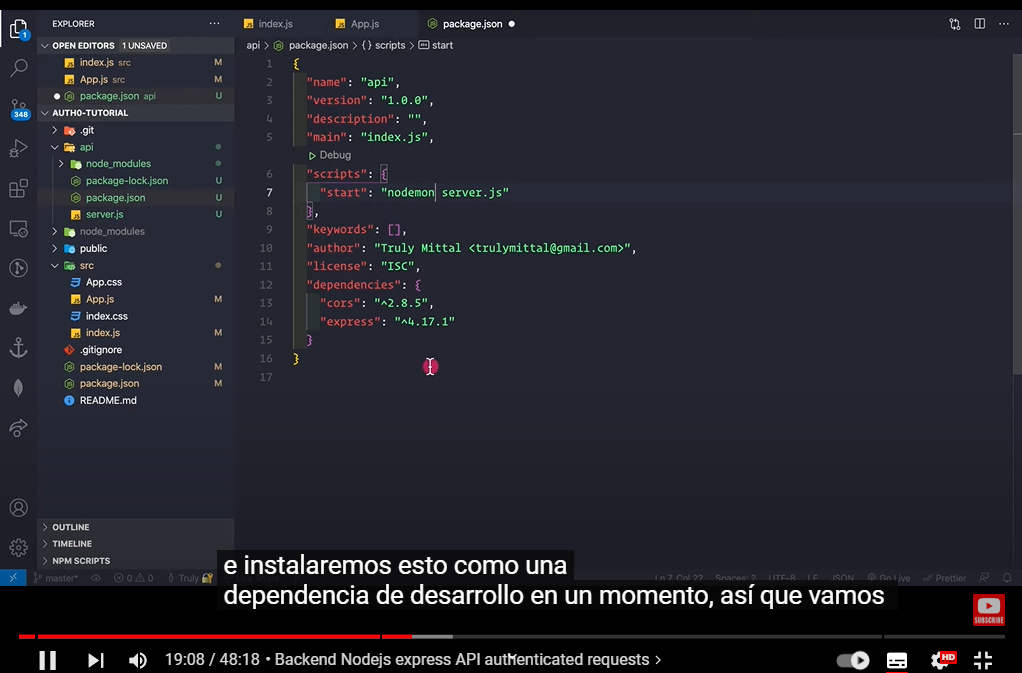 EXPLORER
index.js
App.js
package.json
OPEN EDITORS 1 UNSAVED
index.js src M
App.js src M
package.json api U
AUTH0-TUTORIAL
.git
api
node_modules
package-lock.json U
package.json U
server.js U
node_modules
public
src
App.css
App.js M
index.css
index.js M
.gitignore
package-lock.json M
package.json M
README.md
OUTLINE
TIMELINE
NPM SCRIPTS
1
348
api > package.json > {} scripts > start
1 {
2 "name": "api",
3 "version": "1.0.0",
4 "description": "",
5 "main": "index.js",
Debug
6 "scripts": {
7 "start": "nodemon server.js"
8 },
9 "keywords": [],
10 "author": "Truly Mittal <trulymittal@gmail.com>",
11 "license": "ISC",
12 "dependencies": {
13 "cors": "^2.8.5",
14 "express": "^4.17.1"
15 }
16 }
17
e instalaremos esto como una
dependencia de desarrollo en un momento, así que vamos
master* 0 0 Truly Ln 7, Col 22 Spaces: 2 UTF-8 LF JSON Go Live Prettier
SUBSCRIBE
19:08 / 48:18 • Backend Nodejs express API authenticated requests >
HD